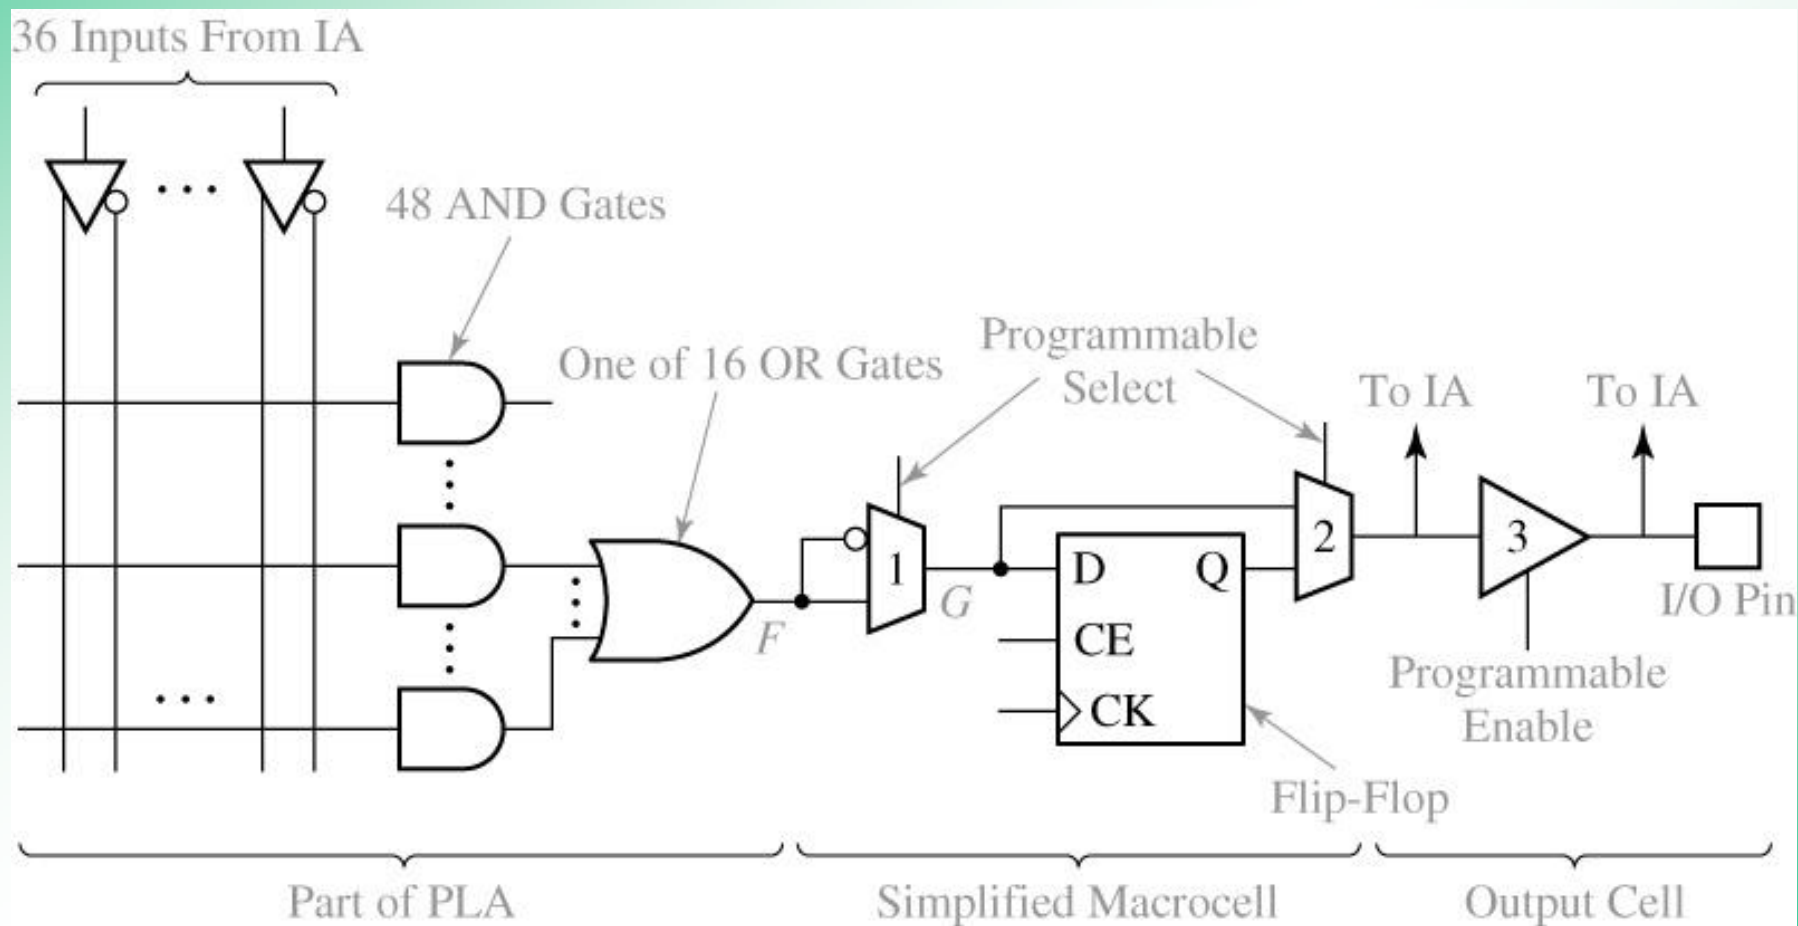 36 Inputs From IA
48 AND Gates
One of 16 OR Gates
Programmable
Select
To IA
To IA
1
2
3
F
G
D
Q
CE
CK
I/O Pin
Programmable
Enable
Flip-Flop
Part of PLA
Simplified Macrocell
Output Cell